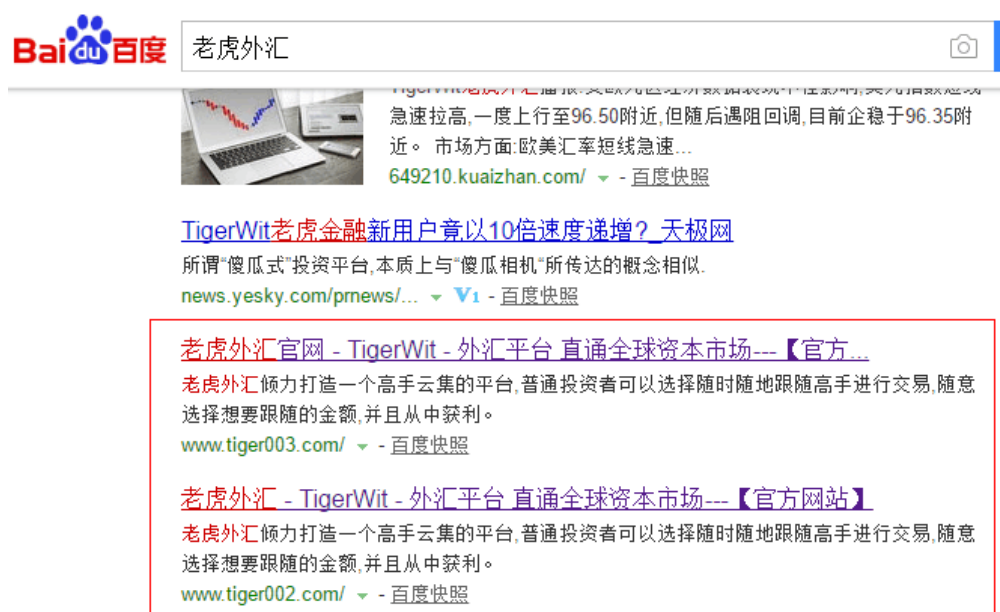 Bai du 百度
老虎外汇
急速拉高,一度上行至96.50附近,但随后遇阻回调,目前企稳于96.35附
近。 市场方面:欧美汇率短线急速...
649210.kuaizhan.com/ - 百度快照
TigerWit老虎金融新用户竟以10倍速度递增?_天极网
所谓“傻瓜式”投资平台,本质上与“傻瓜相机“所传达的概念相似.
news.yesky.com/prnews/... V1 - 百度快照
老虎外汇官网 - TigerWit - 外汇平台 直通全球资本市场---【官方...
老虎外汇倾力打造一个高手云集的平台,普通投资者可以选择随时随地跟随高手进行交易,随意
选择想要跟随的金额,并且从中获利。
www.tiger003.com/ - 百度快照
老虎外汇 - TigerWit - 外汇平台 直通全球资本市场---【官方网站】
老虎外汇倾力打造一个高手云集的平台,普通投资者可以选择随时随地跟随高手进行交易,随意
选择想要跟随的金额,并且从中获利。
www.tiger002.com/ - 百度快照